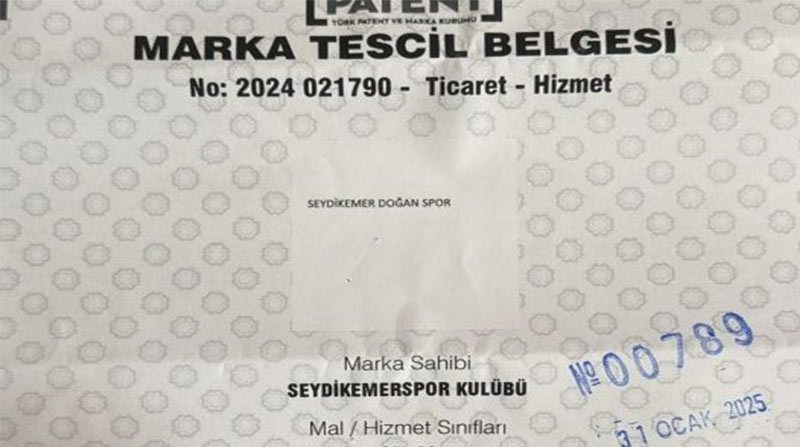 PATENT
TÜRK PATENT VE MARKA KURUMU
MARKA TESCİL BELGESİ
No: 2024 021790 - Ticaret - Hizmet
SEYDİKEMER DOĞAN SPOR
Marka Sahibi
SEYDİKEMERSPOR KULÜBÜ
Nº 00789
Mal / Hizmet Sınıfları
31 OCAK 2025